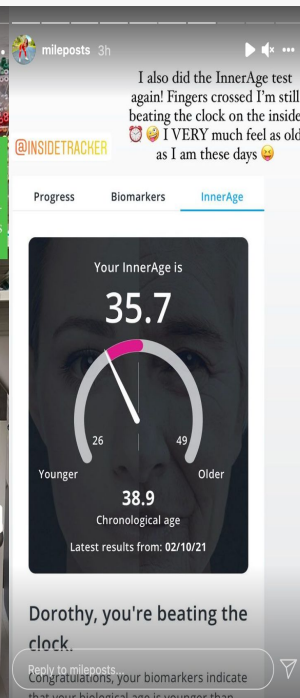 mileposts 3h
I also did the InnerAge test
again! Fingers crossed I'm still
beating the clock on the inside
⏰ 🤪 I VERY much feel as old
as I am these days 😝
@INSIDETRACKER
Progress Biomarkers InnerAge
Your InnerAge is
35.7
26 49
Younger Older
38.9
Chronological age
Latest results from: 02/10/21
Dorothy, you're beating the
clock.
Reply to mileposts...
Congratulations, your biomarkers indicate
that your biological age is younger than